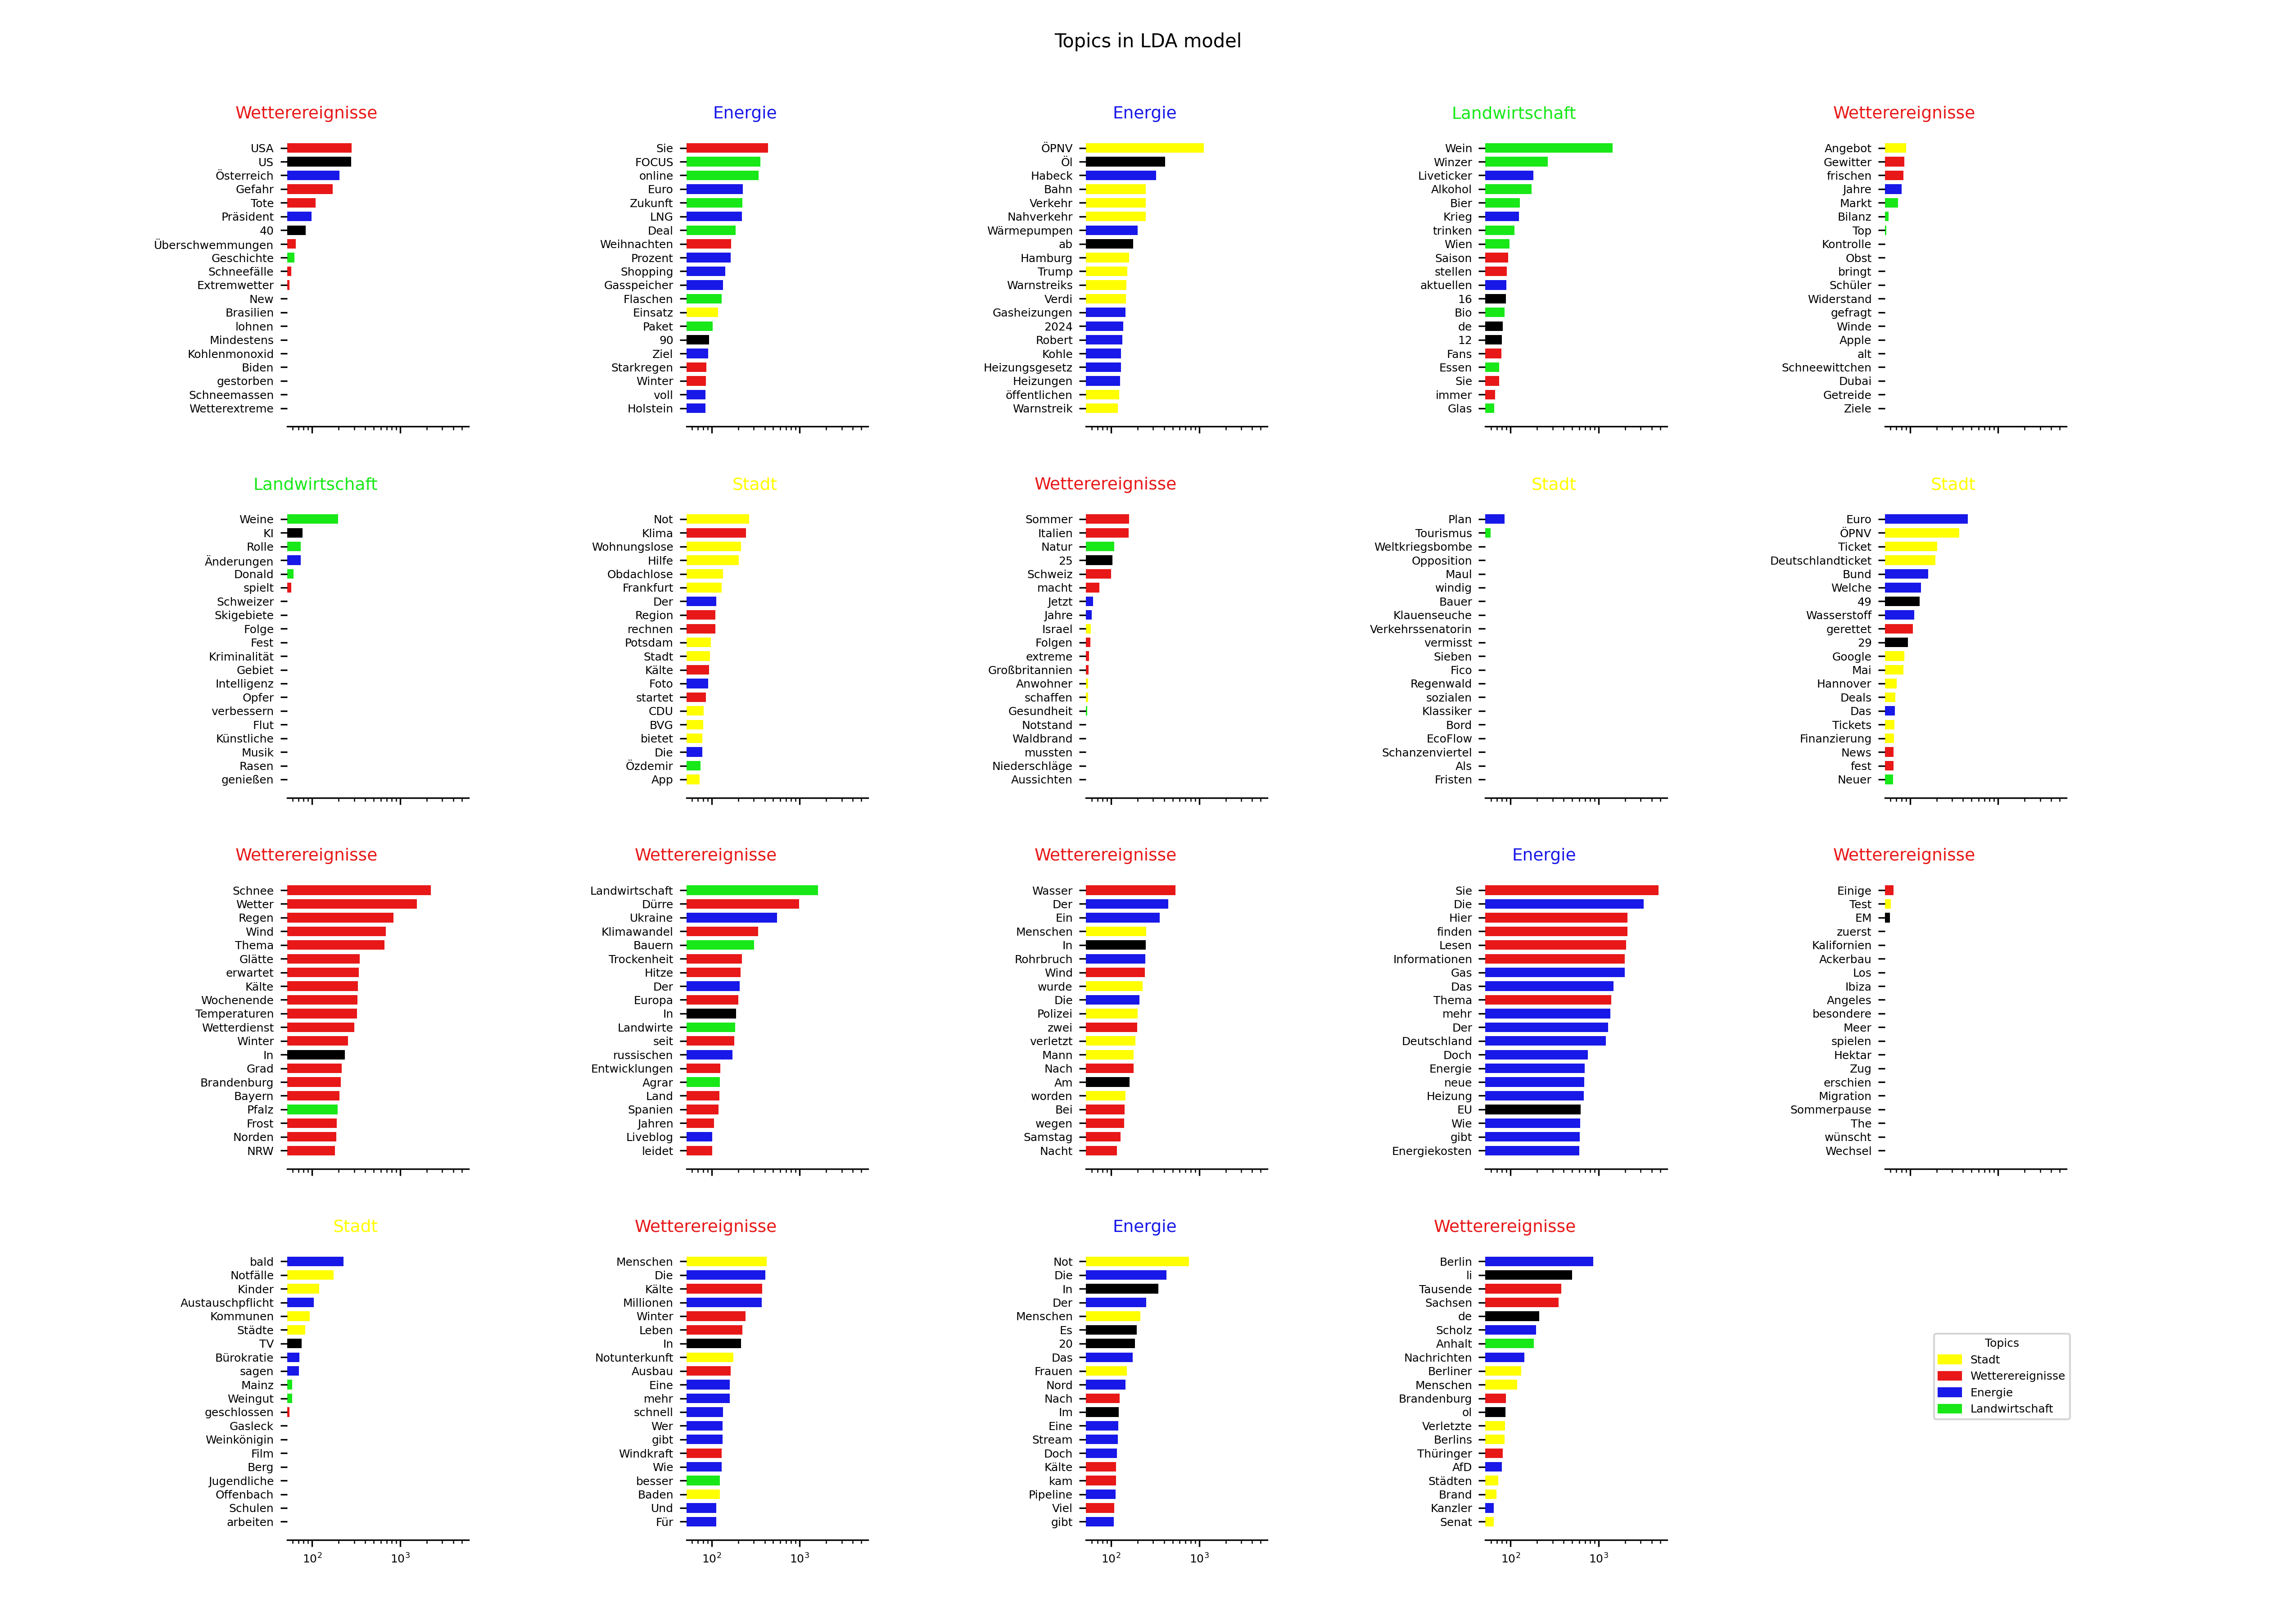 Topics in LDA model
Wetterereignisse
USA
US
Österreich
Gefahr
Tote
Präsident
40
Überschwemmungen
Geschichte
Schneefälle
Extremwetter
New
Brasilien
lohnen
Mindestens
Kohlenmonoxid
Biden
gestorben
Schneemassen
Wetterextreme
Energie
Sie
FOCUS
online
Euro
Zukunft
LNG
Deal
Weihnachten
Prozent
Shopping
Gasspeicher
Flaschen
Einsatz
Paket
90
Ziel
Starkregen
Winter
voll
Holstein
Energie
ÖPNV
Öl
Habeck
Bahn
Verkehr
Nahverkehr
Wärmepumpen
ab
Hamburg
Trump
Warnstreiks
Verdi
Gasheizungen
2024
Robert
Kohle
Heizungsgesetz
Heizungen
öffentlichen
Warnstreik
Landwirtschaft
Wein
Winzer
Liveticker
Alkohol
Bier
Krieg
trinken
Wien
Saison
stellen
aktuellen
16
Bio
de
12
Fans
Essen
Sie
immer
Glas
Wetterereignisse
Angebot
Gewitter
frischen
Jahre
Markt
Bilanz
Top
Kontrolle
Obst
bringt
Schüler
Widerstand
gefragt
Winde
Apple
alt
Schneewittchen
Dubai
Getreide
Ziele
Landwirtschaft
Weine
KI
Rolle
Änderungen
Donald
spielt
Schweizer
Skigebiete
Folge
Fest
Kriminalität
Gebiet
Intelligenz
Opfer
verbessern
Flut
Künstliche
Musik
Rasen
genießen
Stadt
Not
Klima
Wohnungslose
Hilfe
Obdachlose
Frankfurt
Der
Region
rechnen
Potsdam
Stadt
Kälte
Foto
startet
CDU
BVG
bietet
Die
Özdemir
App
Wetterereignisse
Sommer
Italien
Natur
25
Schweiz
macht
Jetzt
Jahre
Israel
Folgen
extreme
Großbritannien
Anwohner
schaffen
Gesundheit
Notstand
Waldbrand
mussten
Niederschläge
Aussichten
Stadt
Plan
Tourismus
Weltkriegsbombe
Opposition
Maul
windig
Bauer
Klauenseuche
Verkehrssenatorin
vermisst
Sieben
Fico
Regenwald
sozialen
Klassiker
Bord
EcoFlow
Schanzenviertel
Als
Fristen
Stadt
Euro
ÖPNV
Ticket
Deutschlandticket
Bund
Welche
49
Wasserstoff
gerettet
29
Google
Mai
Hannover
Deals
Das
Tickets
Finanzierung
News
fest
Neuer
Wetterereignisse
Schnee
Wetter
Regen
Wind
Thema
Glätte
erwartet
Kälte
Wochenende
Temperaturen
Wetterdienst
Winter
In
Grad
Brandenburg
Bayern
Pfalz
Frost
Norden
NRW
Wetterereignisse
Landwirtschaft
Dürre
Ukraine
Klimawandel
Bauern
Trockenheit
Hitze
Der
Europa
In
Landwirte
seit
russischen
Entwicklungen
Agrar
Land
Spanien
Jahren
Liveblog
leidet
Wetterereignisse
Wasser
Der
Ein
Menschen
In
Rohrbruch
Wind
wurde
Die
Polizei
zwei
verletzt
Mann
Nach
Am
worden
Bei
wegen
Samstag
Nacht
Energie
Sie
Die
Hier
finden
Lesen
Informationen
Gas
Das
Thema
mehr
Der
Deutschland
Doch
Energie
neue
Heizung
EU
Wie
gibt
Energiekosten
Wetterereignisse
Einige
Test
EM
zuerst
Kalifornien
Ackerbau
Los
Ibiza
Angeles
besondere
Meer
spielen
Hektar
Zug
erschien
Migration
Sommerpause
The
wünscht
Wechsel
Stadt
bald
Notfälle
Kinder
Austauschpflicht
Kommunen
Städte
TV
Bürokratie
sagen
Mainz
Weingut
geschlossen
Gasleck
Weinkönigin
Film
Berg
Jugendliche
Offenbach
Schulen
arbeiten
10² 10³
Wetterereignisse
Menschen
Die
Kälte
Millionen
Winter
Leben
In
Notunterkunft
Ausbau
Eine
mehr
schnell
Wer
gibt
Windkraft
Wie
besser
Baden
Und
Für
10² 10³
Energie
Not
Die
In
Der
Menschen
Es
20
Das
Frauen
Nord
Nach
Im
Eine
Stream
Doch
Kälte
kam
Pipeline
Viel
gibt
10² 10³
Wetterereignisse
Berlin
li
Tausende
Sachsen
de
Scholz
Anhalt
Nachrichten
Berliner
Menschen
Brandenburg
ol
Verletzte
Berlins
Thüringer
AfD
Städten
Brand
Kanzler
Senat
10² 10³
Topics
Stadt
Wetterereignisse
Energie
Landwirtschaft